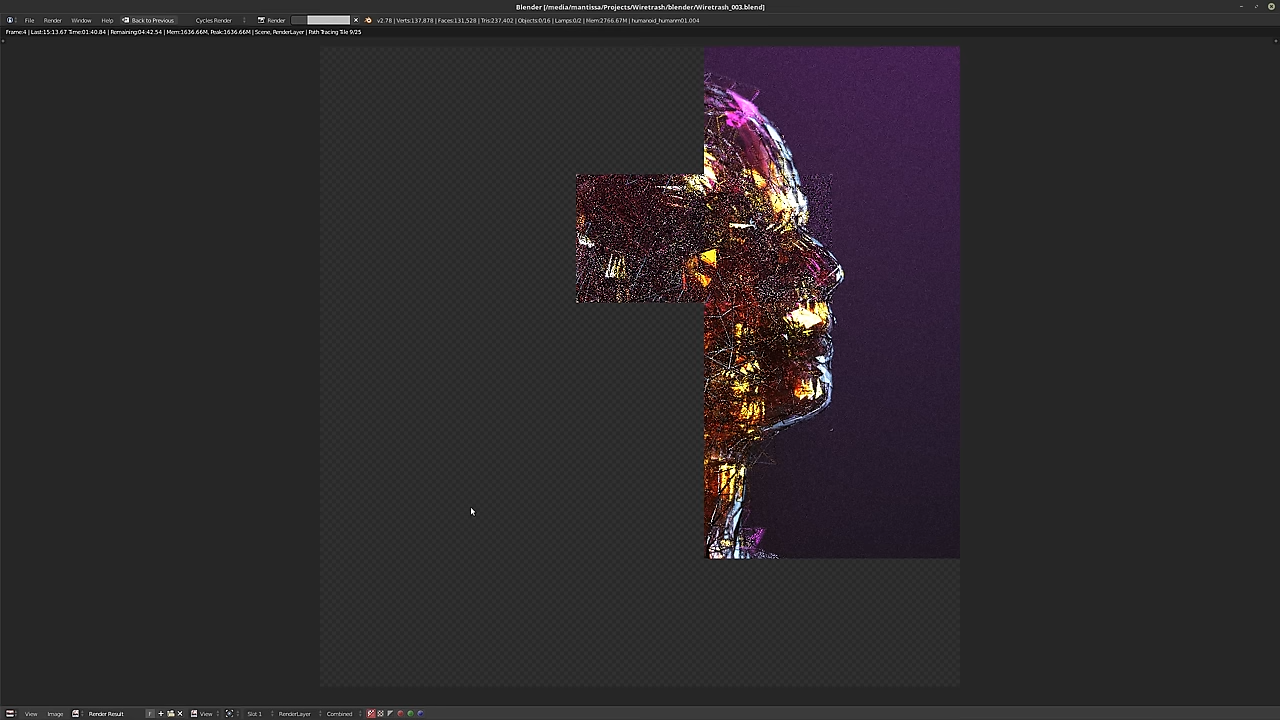 Blender [/media/mantissa/Projects/Wiretrash/blender/Wiretrash_003.blend]
File Render Window Help Back to Previous Cycles Render Render v2.78 | Verts:137,878 | Faces:131,528 | Tris:237,402 | Objects:0/16 | Lamps:0/2 | Mem:2766.67M | humanoid_humanm01.004
Frame:4 | Last:15:13.67 Time:01:40.84 | Remaining:04:42.54 | Mem:1636.66M, Peak:1636.66M | Scene, RenderLayer | Path Tracing Tile 9/25
View Image Render Result F View Slot 1 RenderLayer Combined